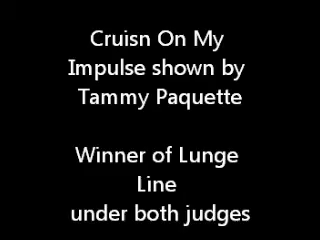 Cruisn On My
Impulse shown by
Tammy Paquette
Winner of Lunge
Line
under both judges